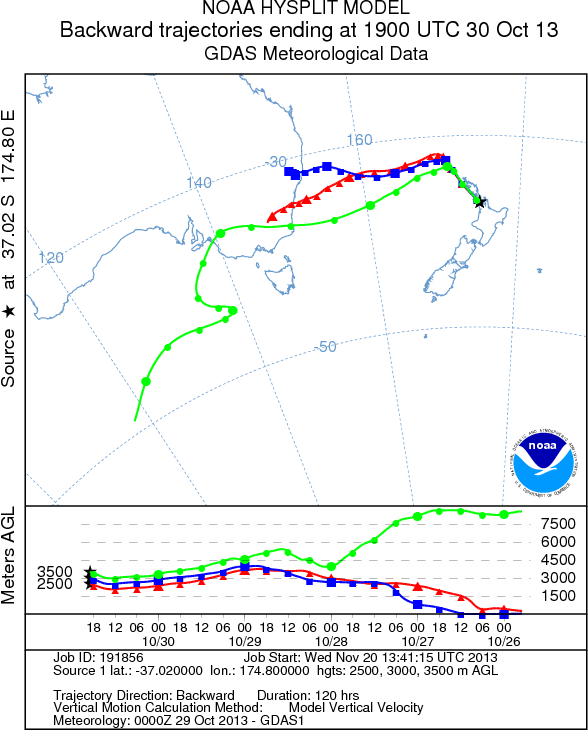 NOAA HYSPLIT MODEL
Backward trajectories ending at 1900 UTC 30 Oct 13
GDAS Meteorological Data
Source ★ at 37.02 S 174.80 E
160
-30
140
120
-50
noaa
Meters AGL
7500
6000
4500
3000
1500
3500
2500
18 12 06 00 18 12 06 00 18 12 06 00 18 12 06 00 18 12 06 00
10/30 10/29 10/28 10/27 10/26
Job ID: 191856 Job Start: Wed Nov 20 13:41:15 UTC 2013
Source 1 lat.: -37.020000 lon.: 174.800000 hgts: 2500, 3000, 3500 m AGL
Trajectory Direction: Backward Duration: 120 hrs
Vertical Motion Calculation Method: Model Vertical Velocity
Meteorology: 0000Z 29 Oct 2013 - GDAS1